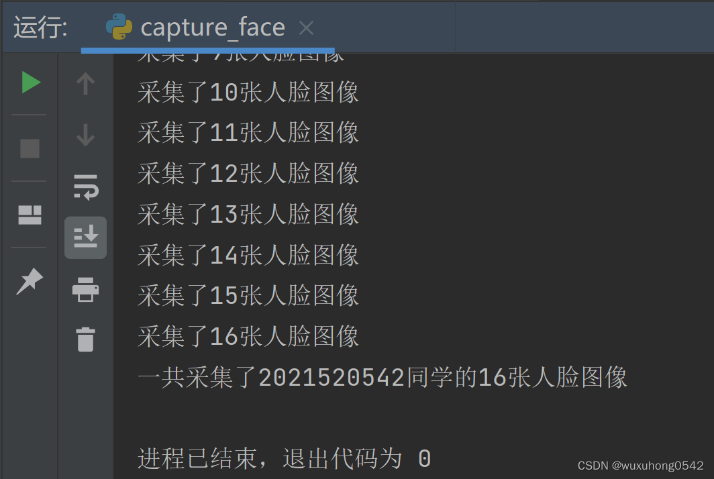 运行: capture_face
采集了10张人脸图像
采集了11张人脸图像
采集了12张人脸图像
采集了13张人脸图像
采集了14张人脸图像
采集了15张人脸图像
采集了16张人脸图像
一共采集了2021520542同学的16张人脸图像
进程已结束，退出代码为 0
CSDN @wuxuhong0542